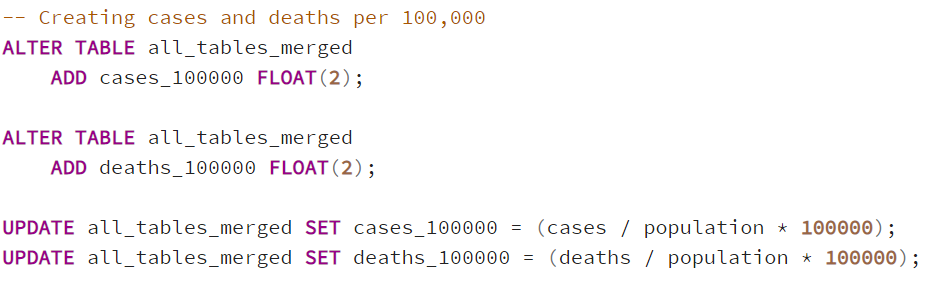 -- Creating cases and deaths per 100,000
ALTER TABLE all_tables_merged
    ADD cases_100000 FLOAT(2);

ALTER TABLE all_tables_merged
    ADD deaths_100000 FLOAT(2);

UPDATE all_tables_merged SET cases_100000 = (cases / population * 100000);
UPDATE all_tables_merged SET deaths_100000 = (deaths / population * 100000);